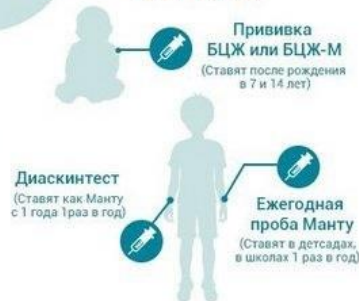 Прививка
БЦЖ или БЦЖ-М
(Ставят после рождения
в 7 и 14 лет)
Диаскинтест
(Ставят как Манту
с 1 года 1раз в год)
Ежегодная
проба Манту
(Ставят в детсадах,
в школах 1 раз в год)